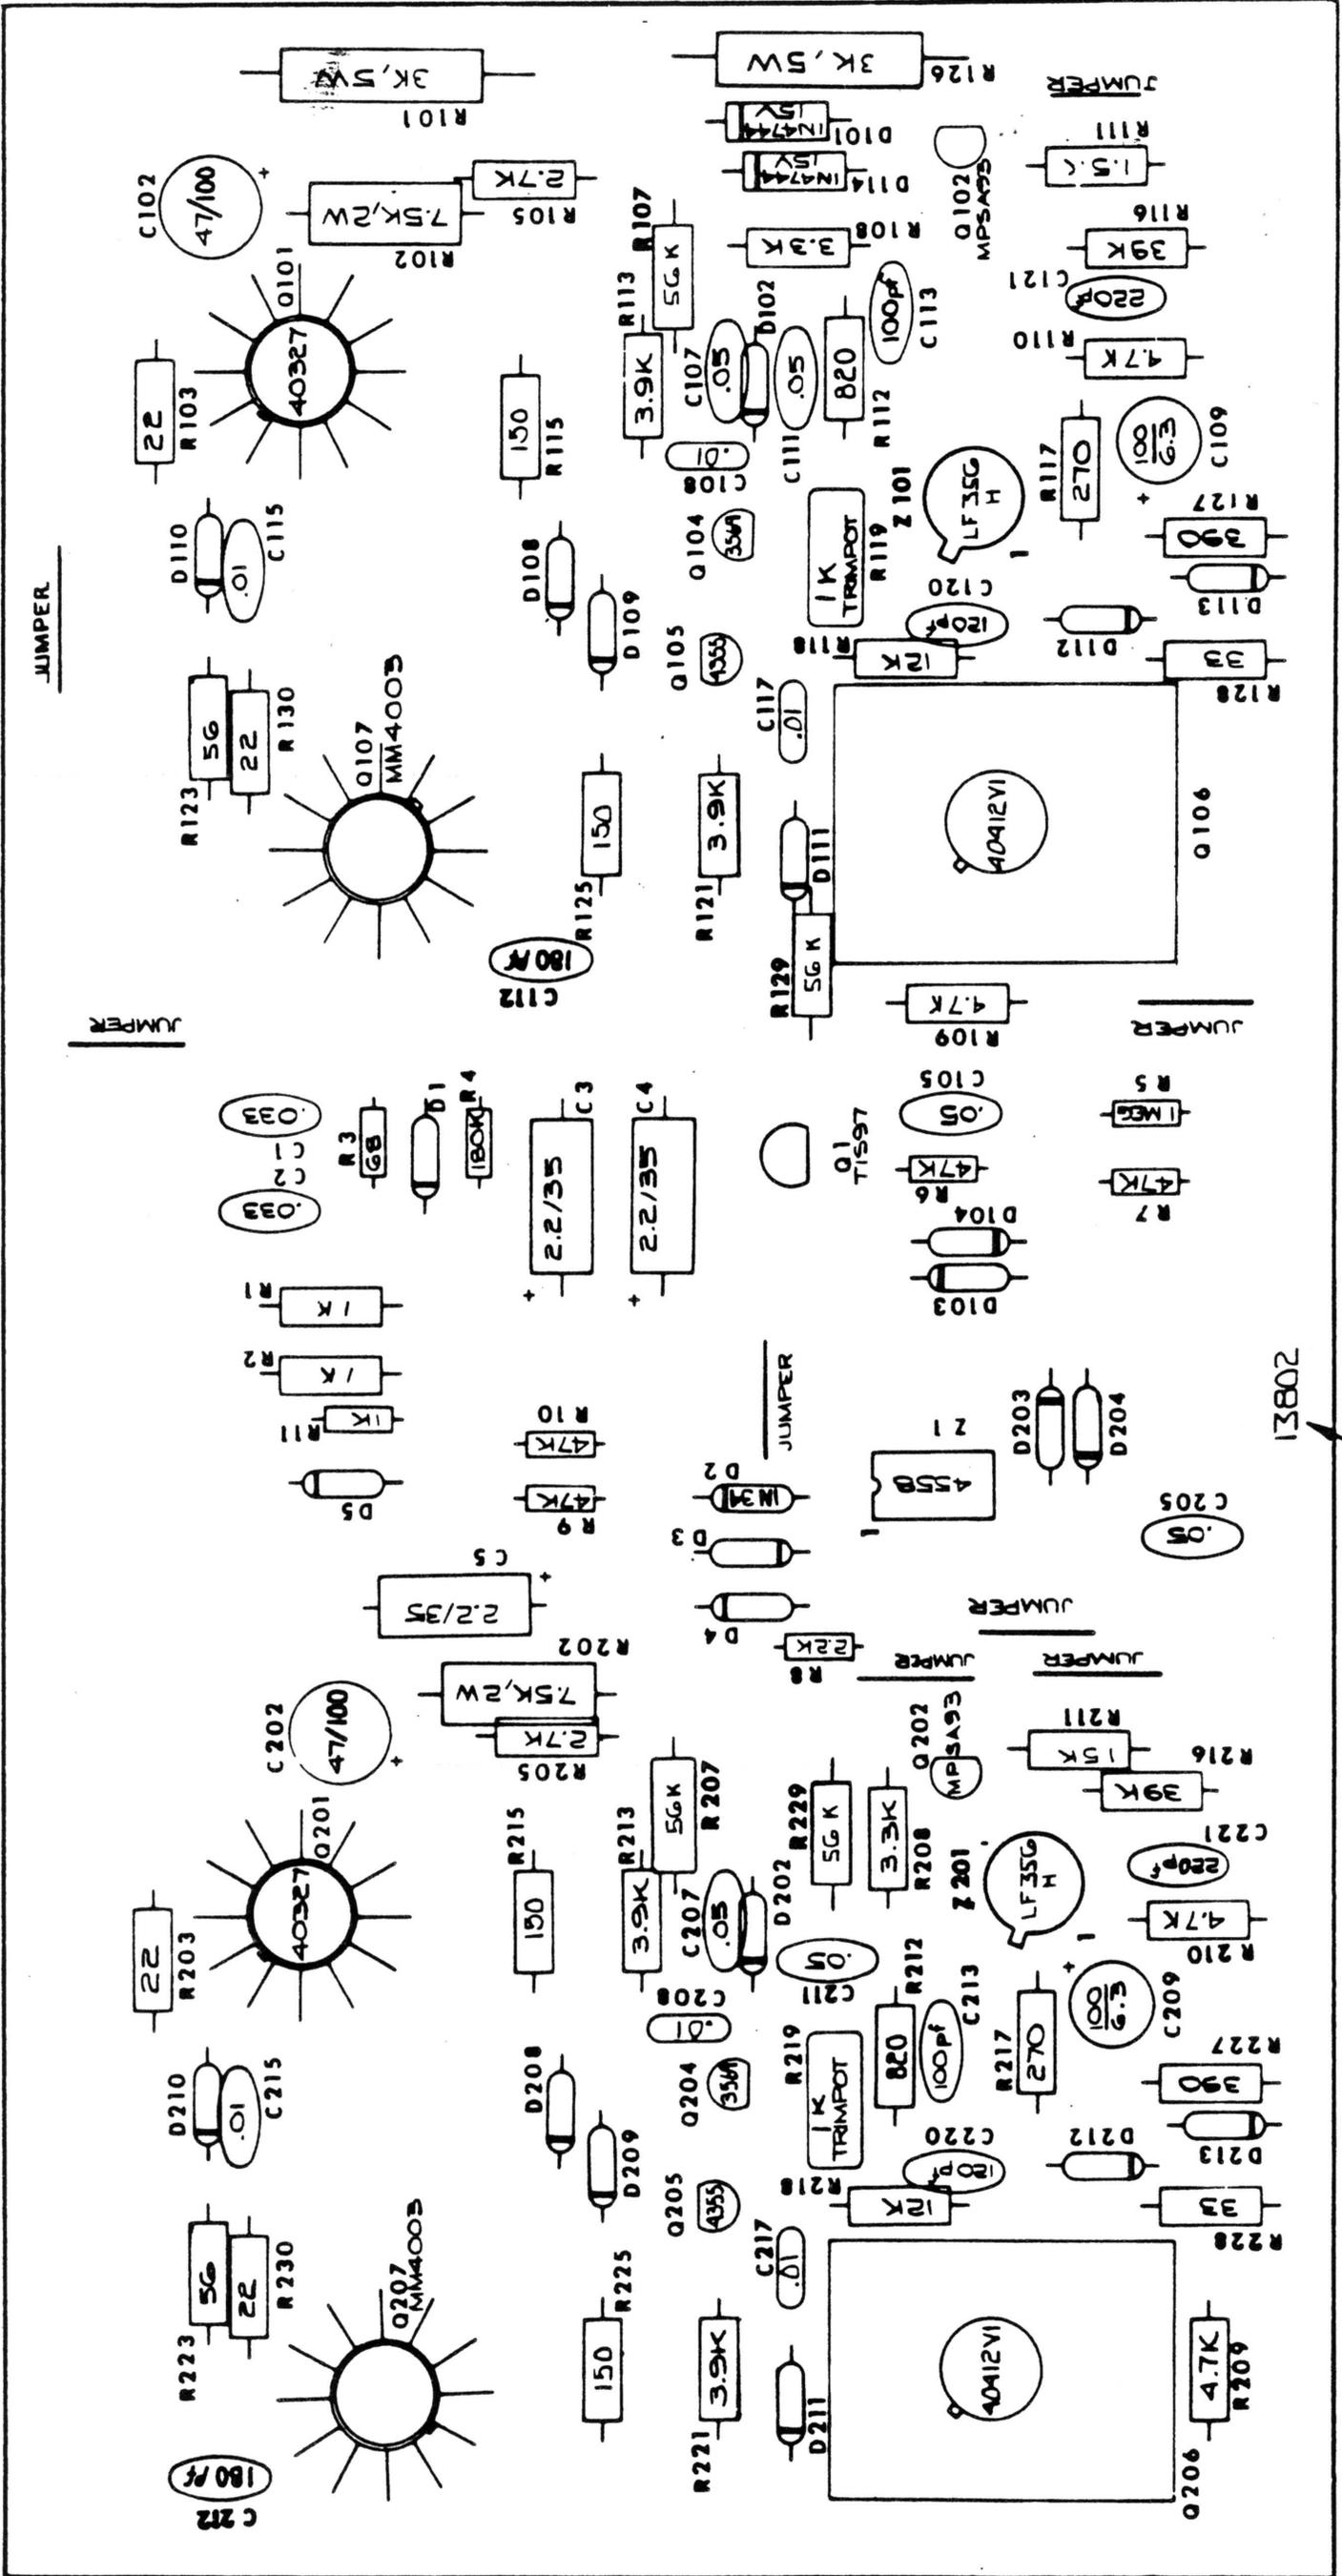 3K,5W
R101
3K,5W
R126
JUMPER
1N4744
15V
D101
1N4744
15V
D114
Q102
MPSA93
R111
C102
47/100
+
7.5K,2W
R102
2.7K
R105
R107
56K
3.3K
R108
R116
39K
C121
220pf
Q101
40327
22
R103
R113
3.9K
C107
.05
D102
.05
C111
820
R112
100pf
C113
R110
4.7K
150
R115
.01
C108
Z101
LF356
H
1
R117
270
100
6.3
+
C109
D110
.01
C115
D108
D109
Q104
3569
1K
TRIMPOT
R119
C120
120pf
R127
390
D113
D112
JUMPER
Q105
4355
R118
12K
33
R128
56
R123
22
R130
Q107
MM4003
C117
.01
150
R125
3.9K
R121
D111
40412V1
Q106
180Pf
C112
R129
56K
4.7K
R109
JUMPER
JUMPER
.033
C1
C2
.033
R3
68
D1
R4
180K
C3
2.2/35
+
C4
2.2/35
+
Q1
TIS97
C105
.05
R5
1MEG
47K
R6
47K
R7
D104
D103
R1
1K
R2
1K
R11
1K
D5
R10
47K
47K
R9
JUMPER
D2
1N34
D3
D4
Z1
4558
1
D203
D204
13802
C205
.05
C5
2.2/35
+
R202
7.5K,2W
2.7K
R205
2.2K
R8
JUMPER
JUMPER
JUMPER
C202
47/100
+
Q202
MPSA93
R211
15K
R216
39K
Q201
40327
22
R203
R215
150
R213
3.9K
56K
R207
C207
.05
D202
R229
56K
3.3K
R208
Z201
LF356
H
1
C221
220pf
4.7K
R210
C208
.01
.05
C211
R212
820
C213
100pf
R217
270
+
100
6.3
C209
D210
.01
C215
D208
D209
Q204
3569
R219
1K
TRIMPOT
C220
120pf
D212
R227
390
D213
Q205
4355
R218
12K
33
R228
56
R223
22
R230
Q207
MM4003
C217
.01
150
R225
3.9K
R221
D211
40412V1
Q206
4.7K
R209
180Pf
C212